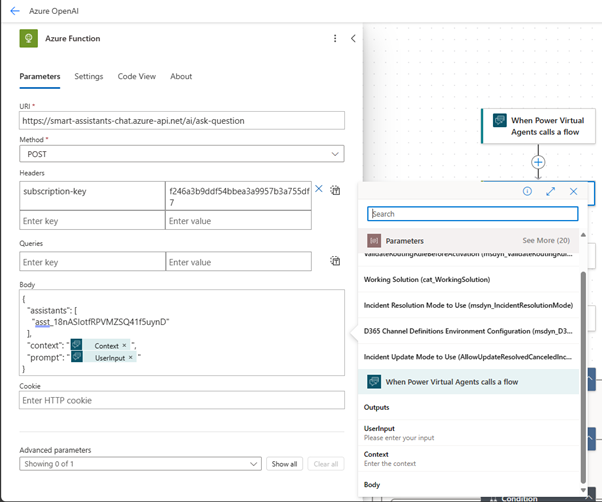 Azure OpenAI
Azure Function
Parameters
Settings
Code View
About
URI *
https://smart-assistants-chat.azure-api.net/ai/ask-question
Method *
POST
Headers
subscription-key
f246a3b9ddf54bbea3a9957b3a755df
7
Enter key
Enter value
Queries
Enter key
Enter value
Body
{
"assistants": [
"asst_18nASlotfRPVMZSQ41f5uynD"
],
"context": " Context × ",
"prompt": " UserInput × "
}
Cookie
Enter HTTP cookie
Advanced parameters
Showing 0 of 1
Show all
Clear all
When Power Virtual
Agents calls a flow
Search
Parameters
See More (20)
Working Solution (cat_WorkingSolution)
Incident Resolution Mode to Use (msdyn_IncidentResolutionMode)
D365 Channel Definitions Environment Configuration (msdyn_D3...
Incident Update Mode to Use (AllowUpdateResolvedCanceledInc...
When Power Virtual Agents calls a flow
Outputs
UserInput
Please enter your input
Context
Enter the context
Body
Condition